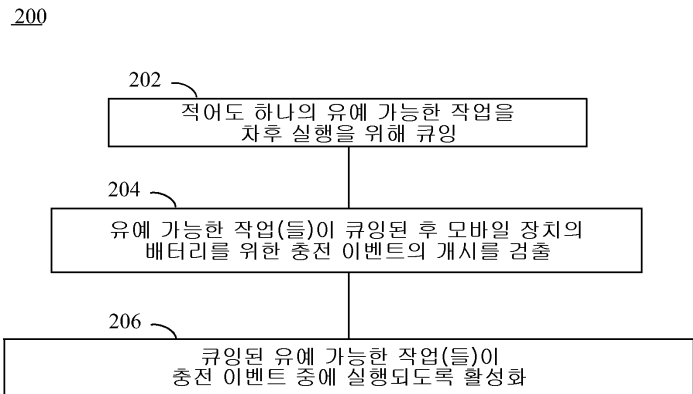 200
202
적어도 하나의 유예 가능한 작업을
차후 실행을 위해 큐잉
204
유예 가능한 작업(들)이 큐잉된 후 모바일 장치의
배터리를 위한 충전 이벤트의 개시를 검출
206
큐잉된 유예 가능한 작업(들)이
충전 이벤트 중에 실행되도록 활성화